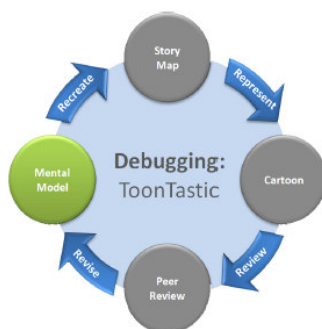 Story
Map
Recreate
Represent
Debugging:
ToonTastic
Mental
Model
Cartoon
Revise
Review
Peer
Review